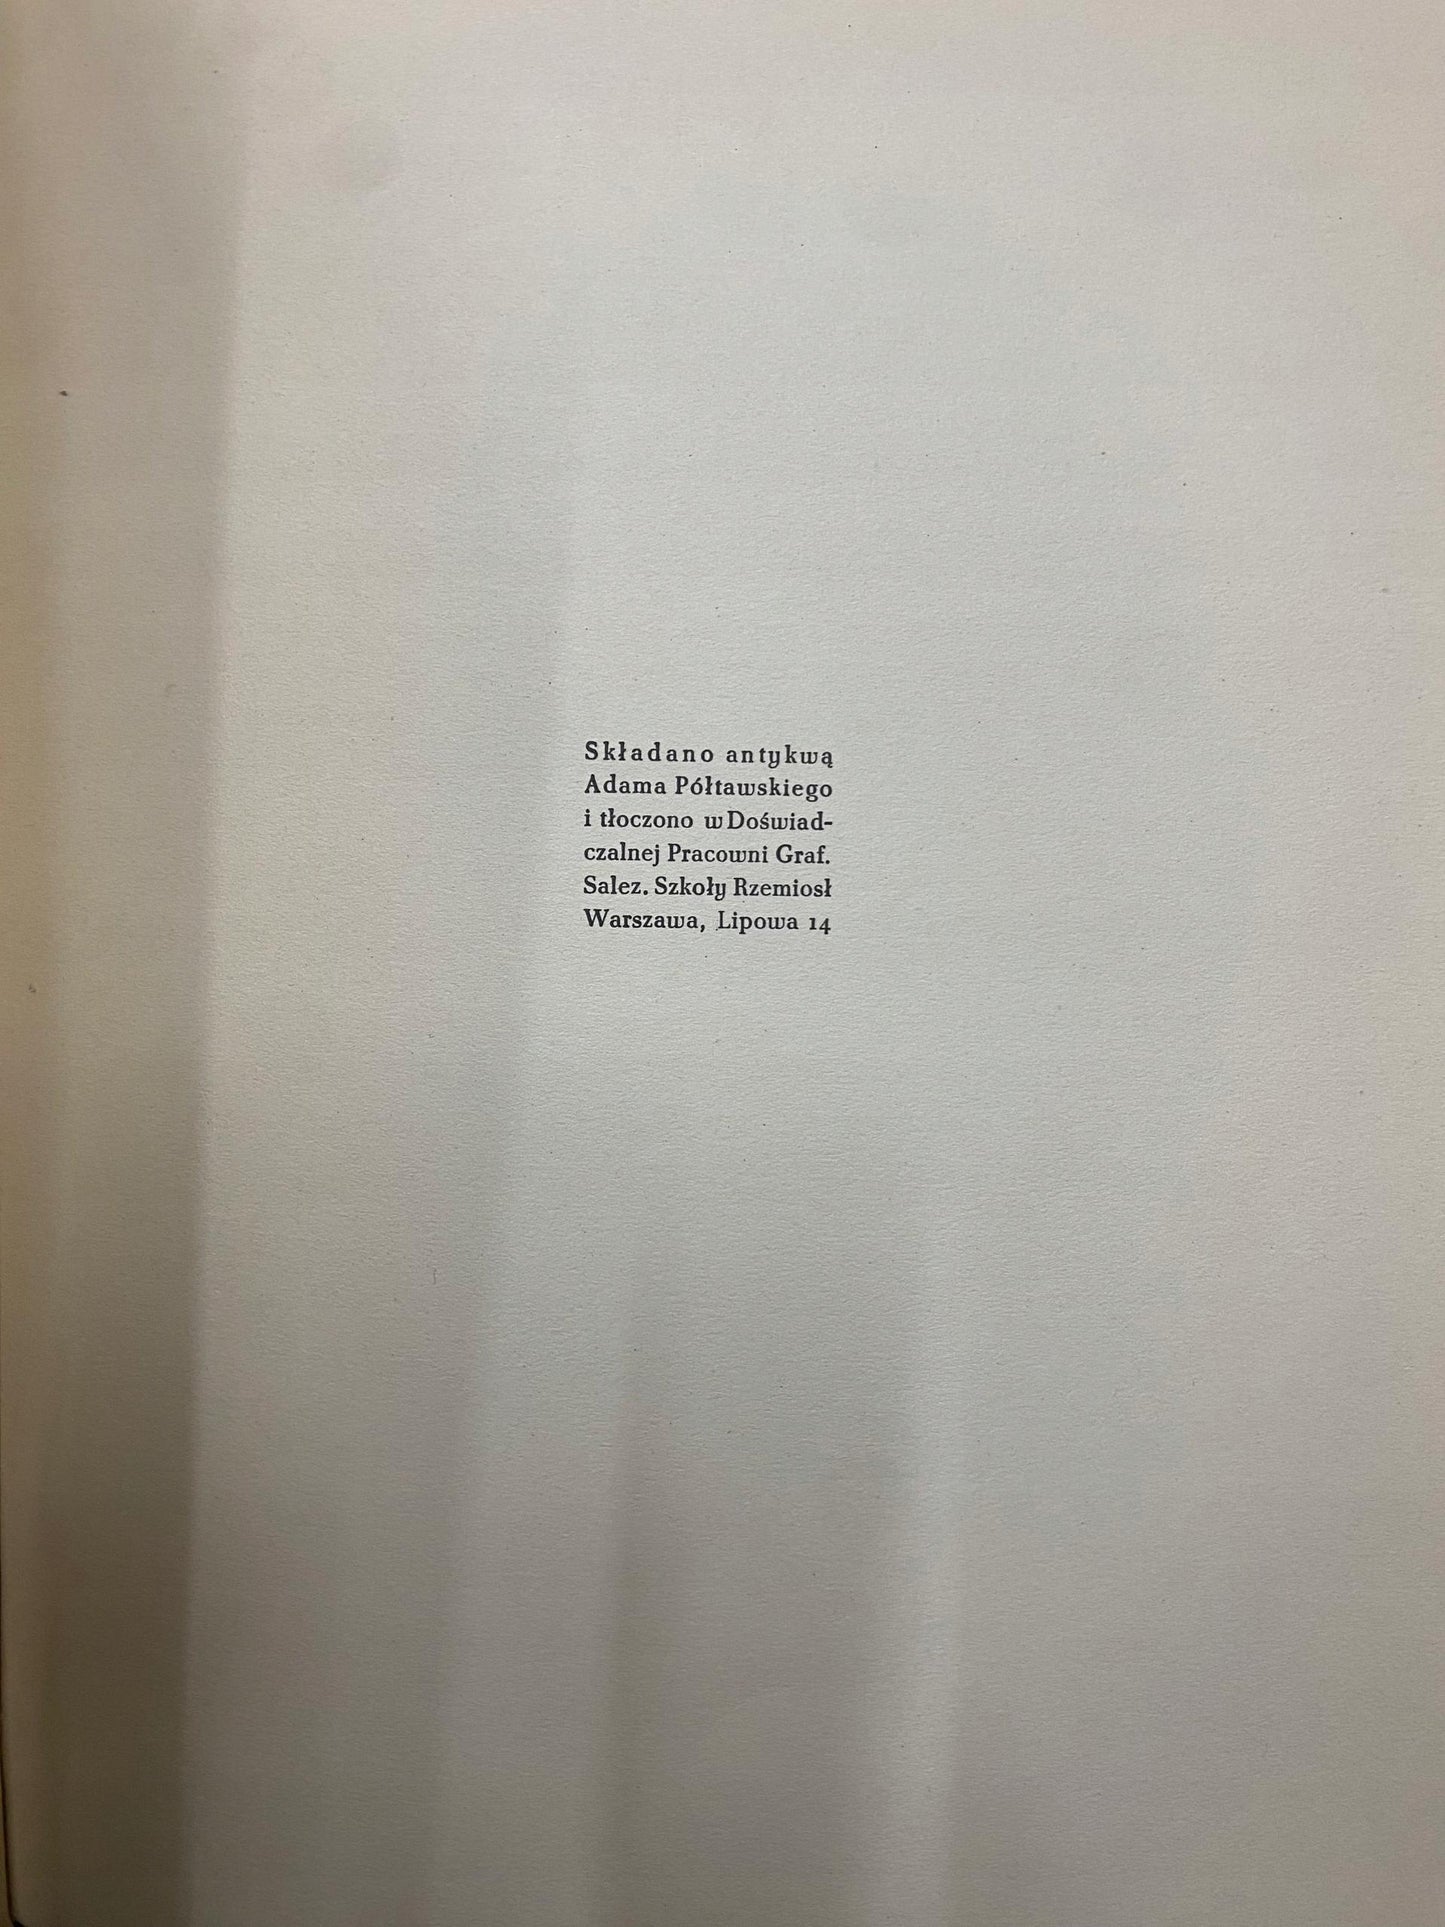 Składano antykwą
Adama Półtawskiego
i tłoczono w Doświad-
czalnej Pracowni Graf.
Salez. Szkoły Rzemiosł
Warszawa, Lipowa 14